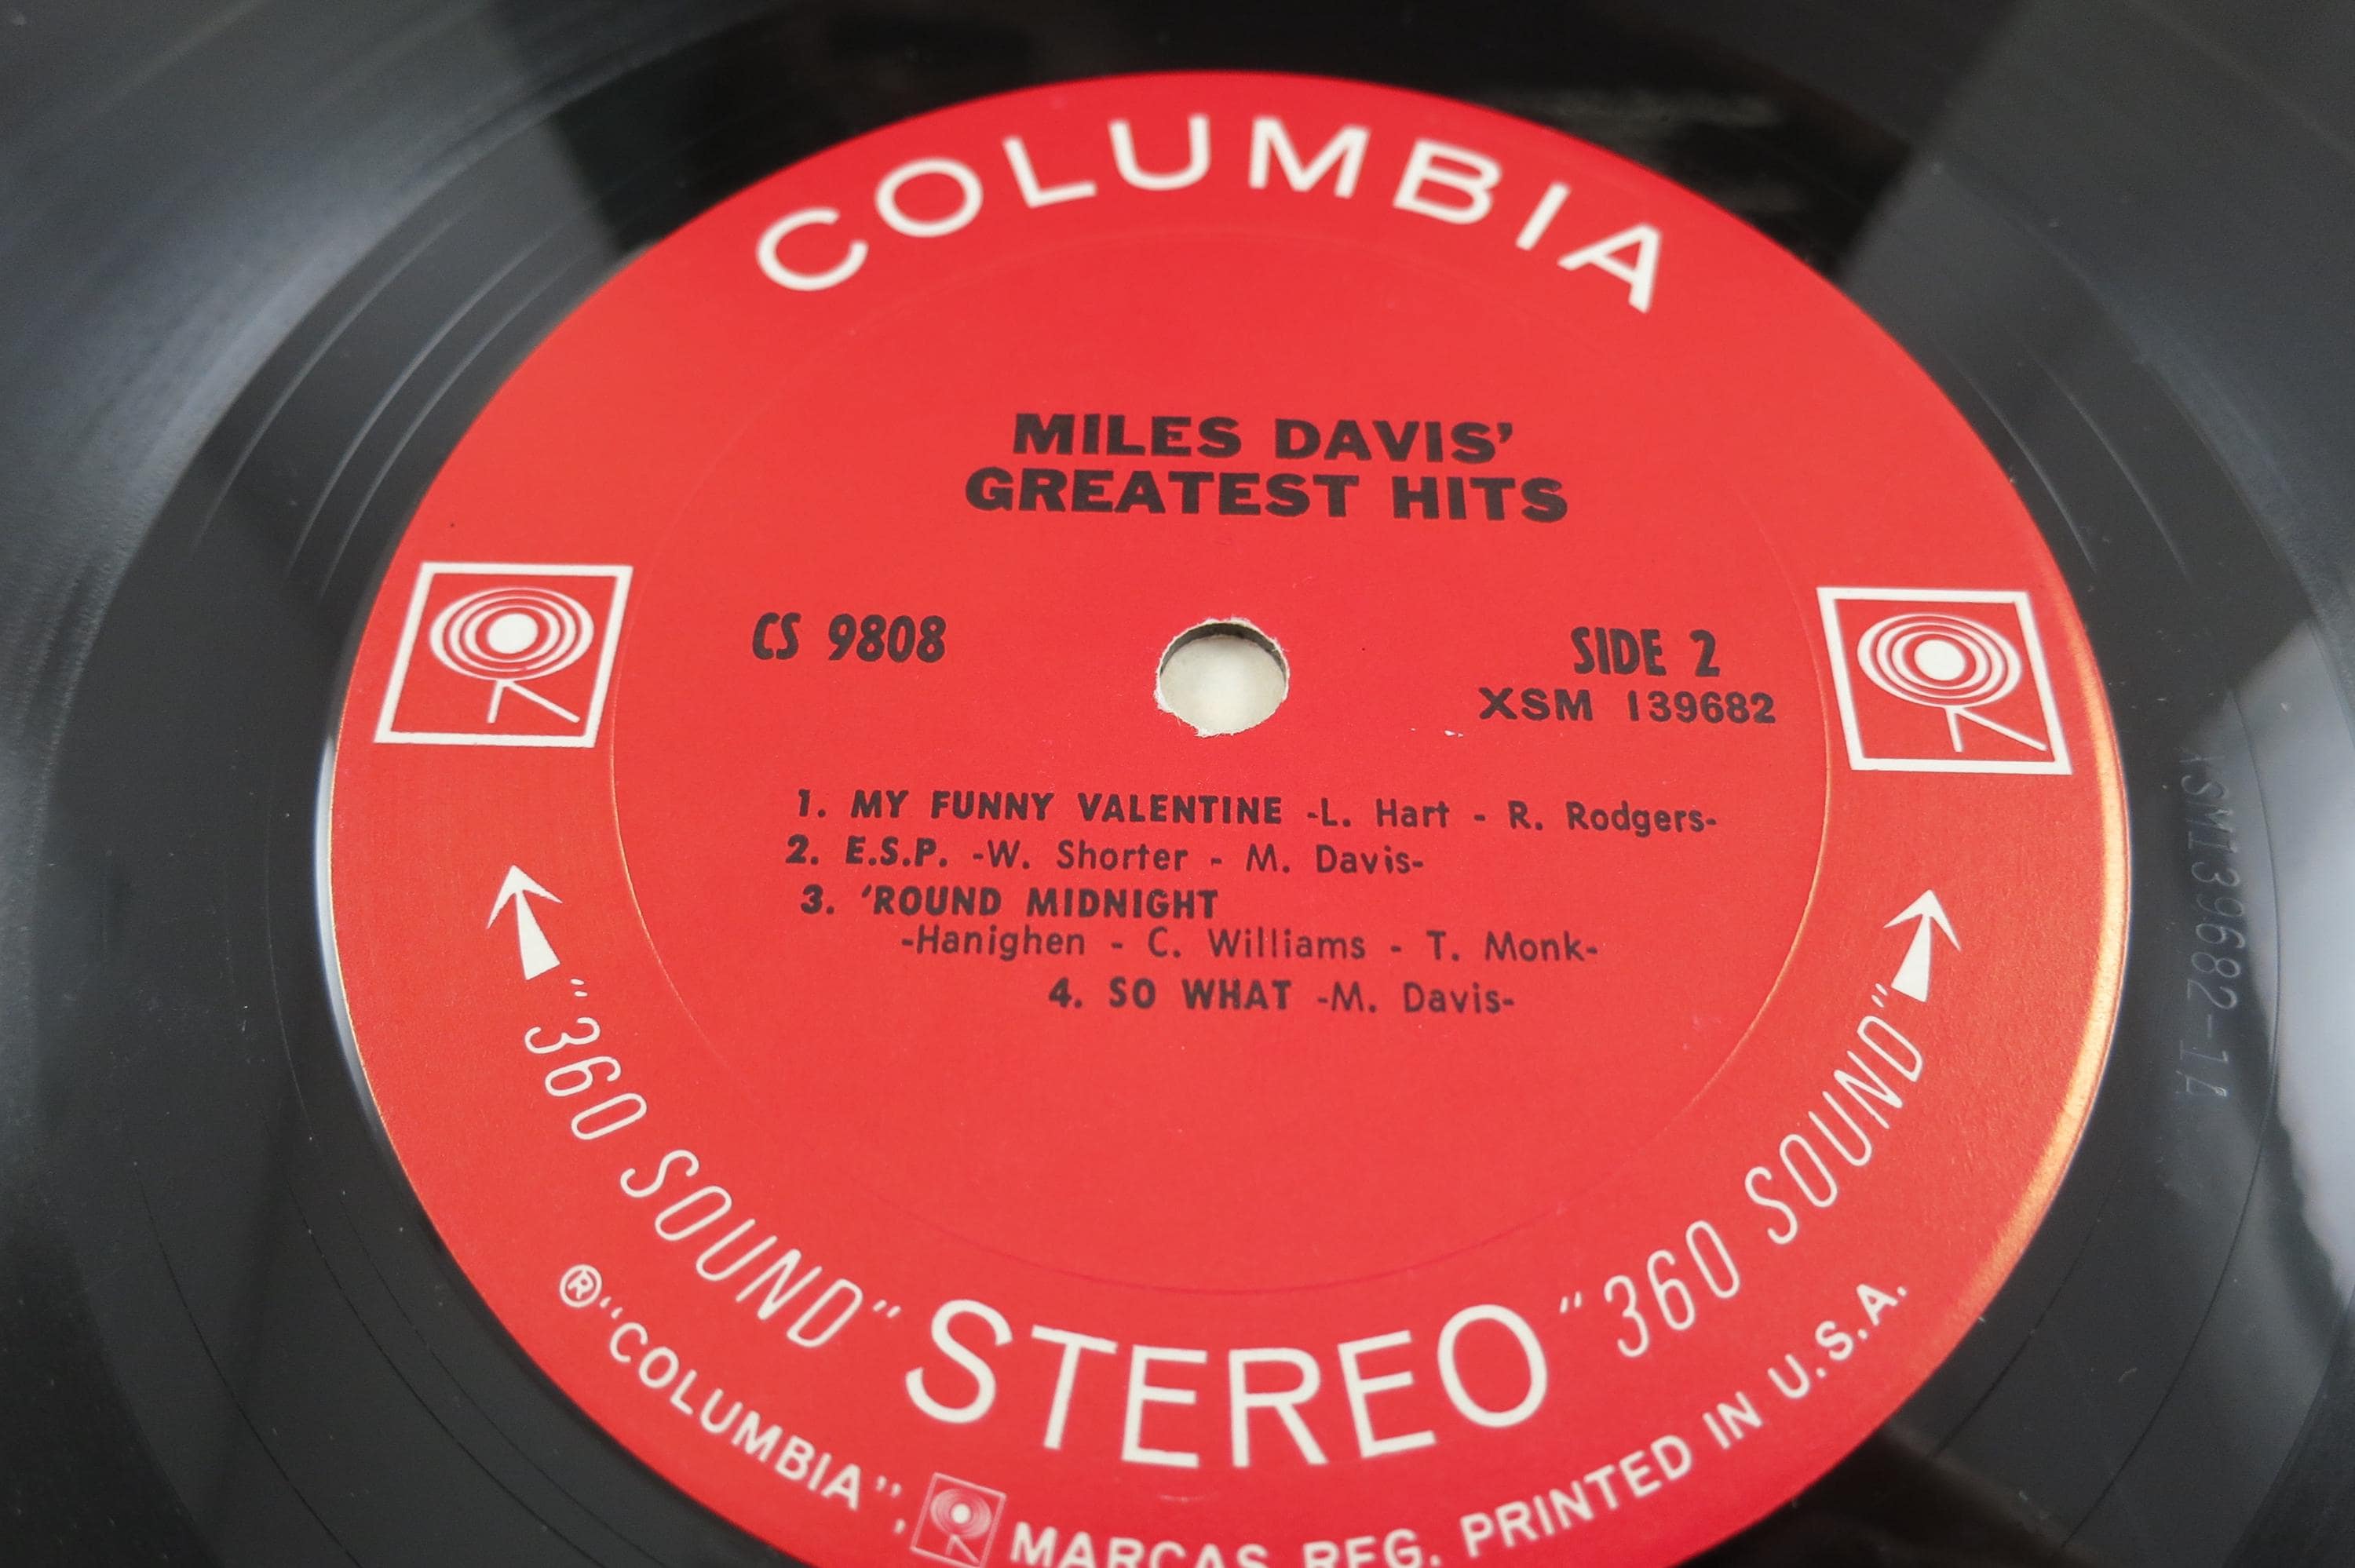 COLUMBIA
MILES DAVIS'
GREATEST HITS
CS 9808
SIDE 2
XSM 139682
1. MY FUNNY VALENTINE -L. Hart - R. Rodgers-
2. E.S.P. -W. Shorter - M. Davis-
3. 'ROUND MIDNIGHT
-Hanighen - C. Williams - T. Monk-
4. SO WHAT -M. Davis-
"360 SOUND" STEREO "360 SOUND"
® "COLUMBIA", MARCAS REG. PRINTED IN U.S.A.